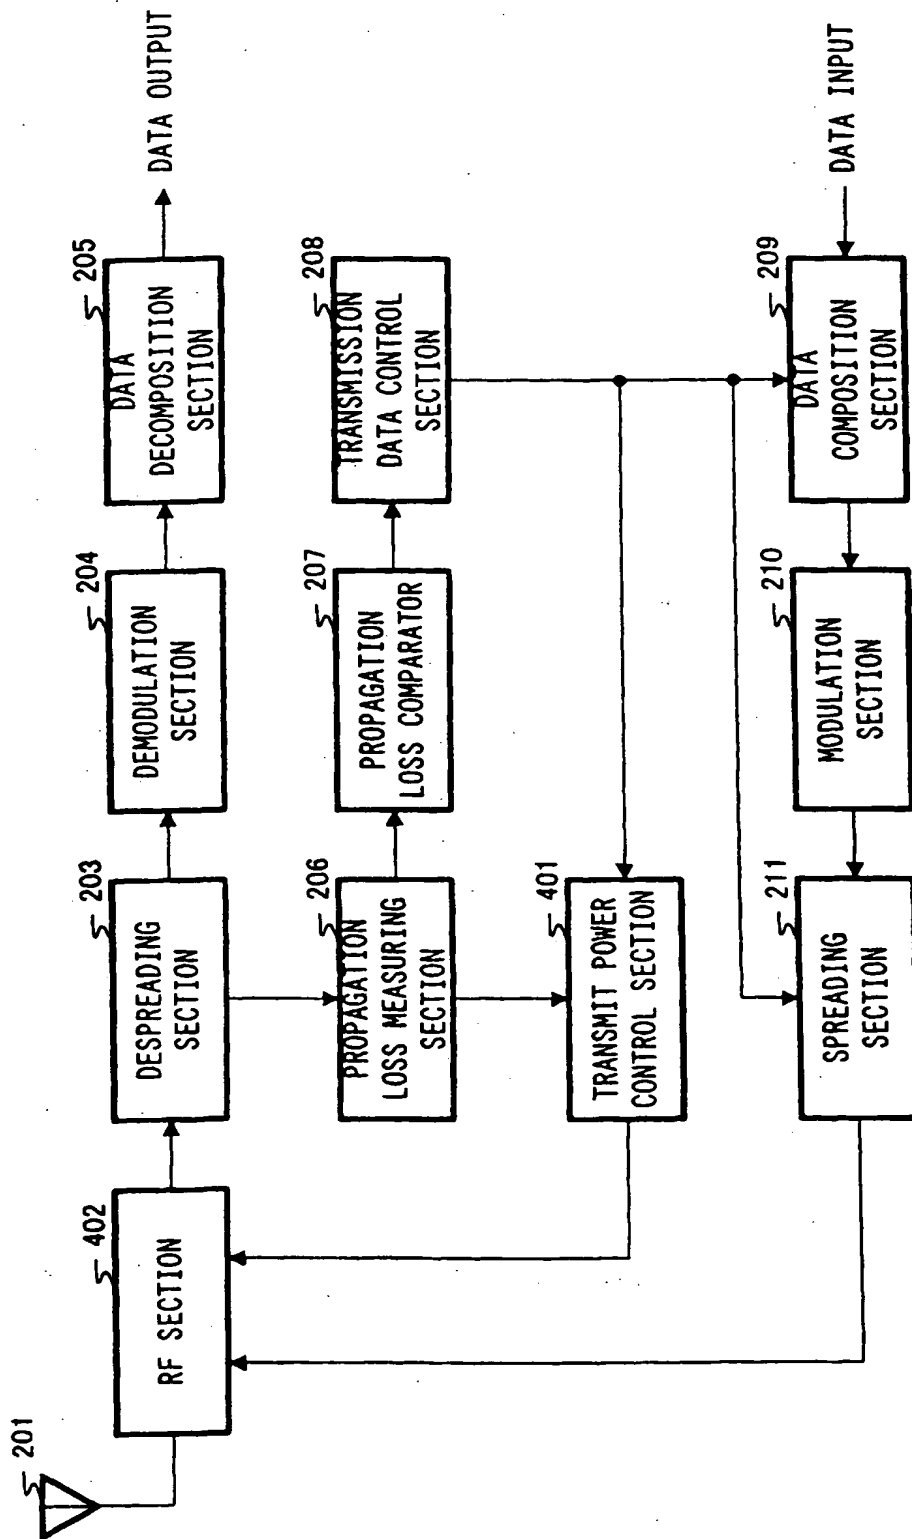 201
402
RF SECTION
203
DESPREADING
SECTION
204
DEMODULATION
SECTION
205
DATA
DECOMPOSITION
SECTION
DATA OUTPUT
206
PROPAGATION
LOSS MEASURING
SECTION
207
PROPAGATION
LOSS COMPARATOR
208
TRANSMISSION
DATA CONTROL
SECTION
401
TRANSMIT POWER
CONTROL SECTION
211
SPREADING
SECTION
210
MODULATION
SECTION
209
DATA
COMPOSITION
SECTION
DATA INPUT